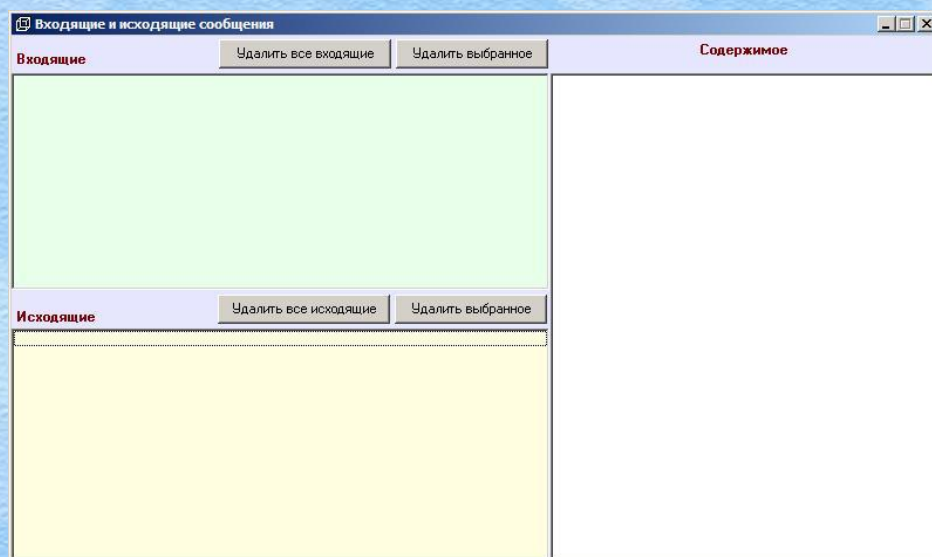 Входящие и исходящие сообщения
Входящие
Удалить все входящие
Удалить выбранное
Содержимое
Исходящие
Удалить все исходящие
Удалить выбранное